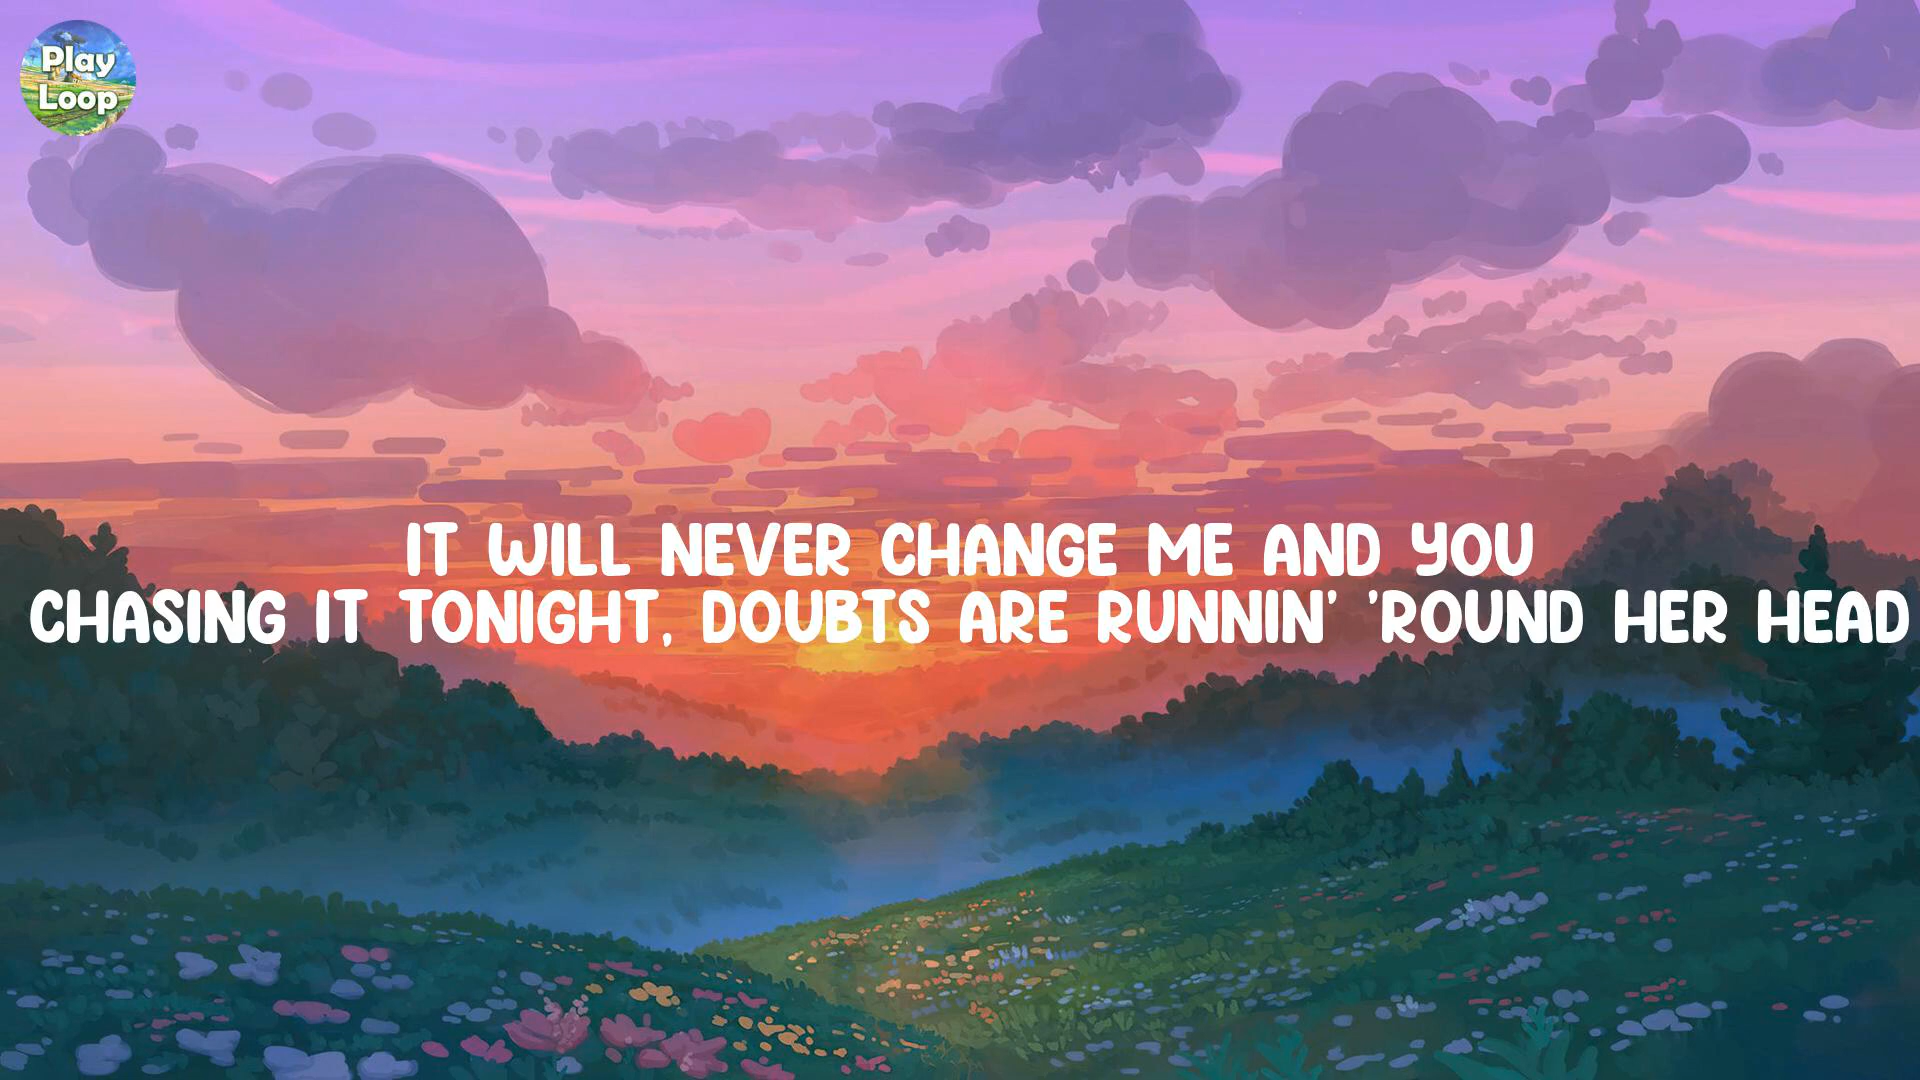 Play
Loop
IT WILL NEVER CHANGE ME AND YOU
CHASING IT TONIGHT, DOUBTS ARE RUNNIN' 'ROUND HER HEAD